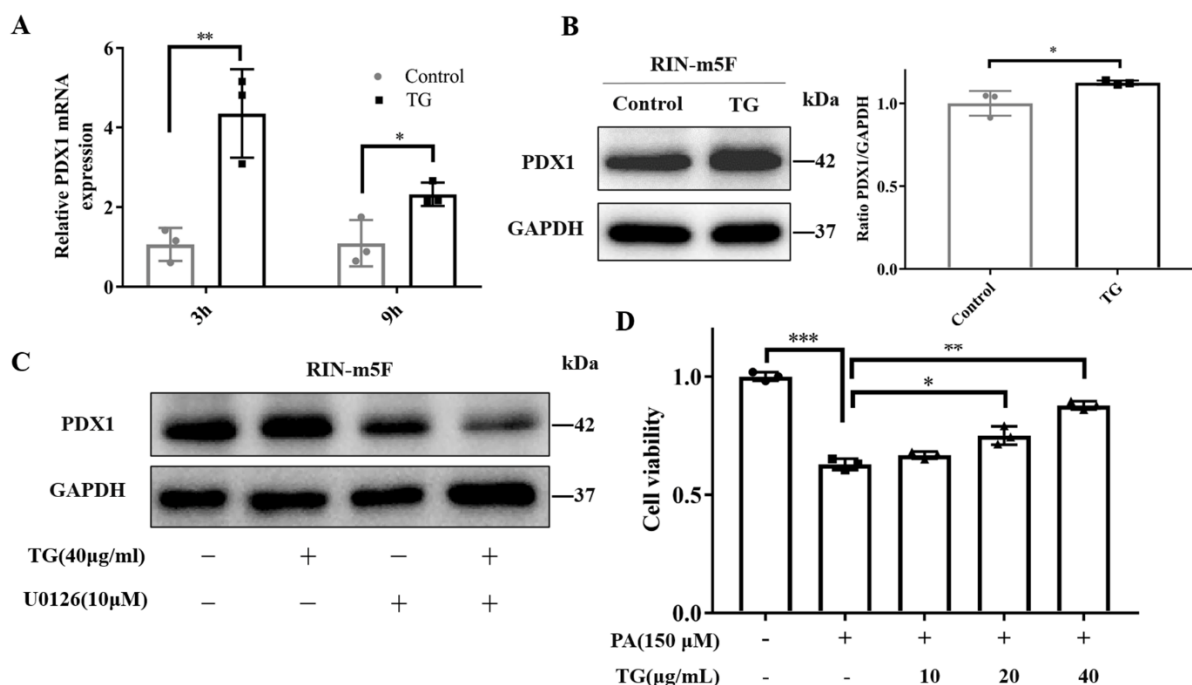 A
Relative PDX1 mRNA
expression
6
4
2
0
**
*
Control
TG
3h
9h
B
RIN-m5F
Control TG kDa
PDX1 —42
GAPDH —37
Ratio PDX1/GAPDH
1.0
0.5
0.0
*
Control
TG
C
RIN-m5F kDa
PDX1 —42
GAPDH —37
TG(40μg/ml) – + – +
U0126(10μM) – – + +
D
Cell viability
1.0
0.5
0.0
***
**
*
PA(150 μM) - + + + +
TG(μg/mL) - - 10 20 40